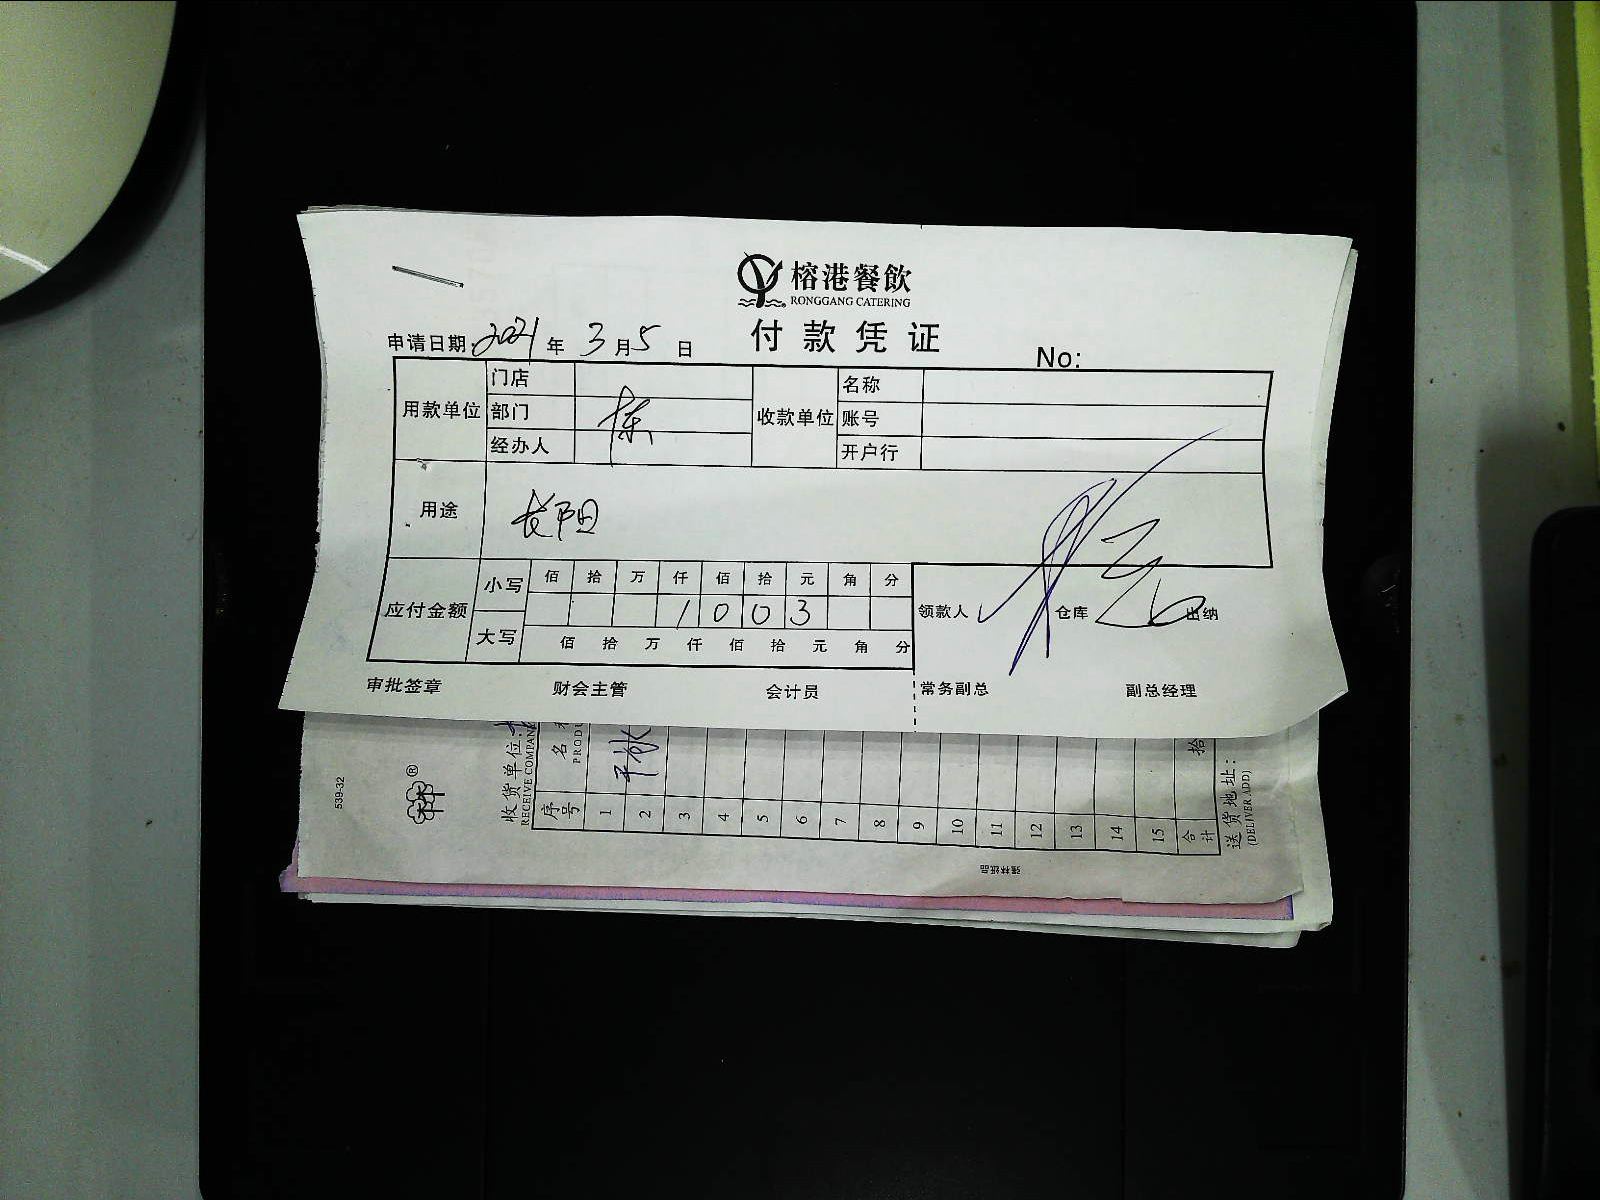 榕港餐飲
RONGGANG CATERING
付款凭证
申请日期 2021 年 3 月 5 日
No:
用款单位 门店 收款单位 名称
部门 栋 账号
经办人 开户行
用途 长阳
应付金额 小写 佰 拾 万 仟 佰 拾 元 角 分
1 0 0 3
领款人 仓库 出纳
大写 佰 拾 万 仟 佰 拾 元 角 分
审批签章 财会主管 会计员 常务副总 副总经理
539-32
收货单位:
RECEIVE COMPAN
序号 名
PRODU
1
2
3
4
5
6
7
8
9
10
11
12
13
14
15
合计 拾
送货地址:
(DELIVER ADD)